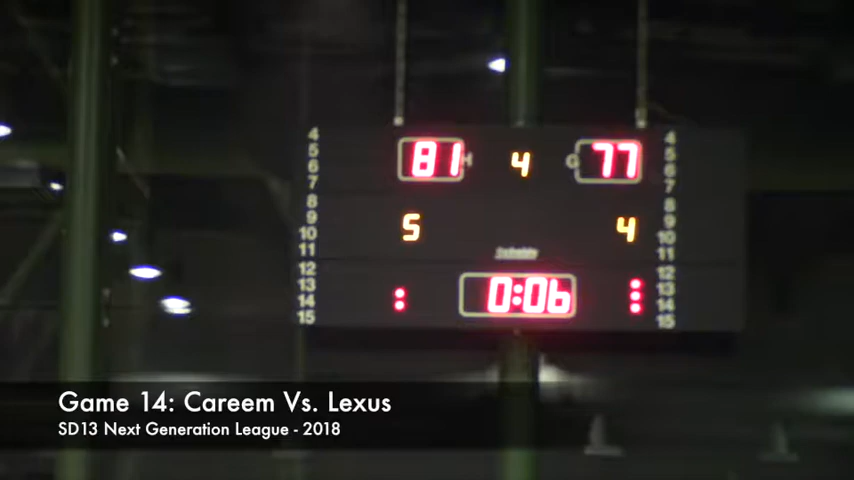 4 4
5 81 H 4 G 77 5
6 6
7 7
8 8
9 5 4 9
10 10
11 11
12 12
13 0:06 13
14 14
15 15
Game 14: Careem Vs. Lexus
SD13 Next Generation League - 2018